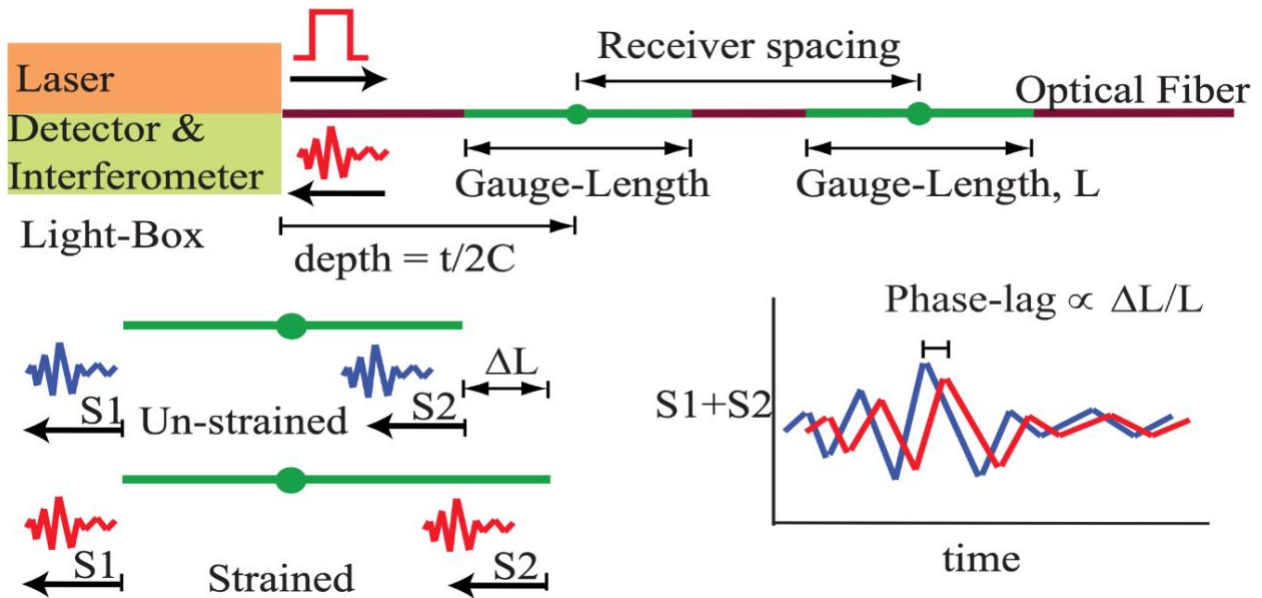 Laser
Detector &
Interferometer
Light-Box
Receiver spacing
Optical Fiber
Gauge-Length
Gauge-Length, L
depth = t/2C
ΔL
S1
Un-strained
S2
S1
Strained
S2
Phase-lag ∝ ΔL/L
S1+S2
time